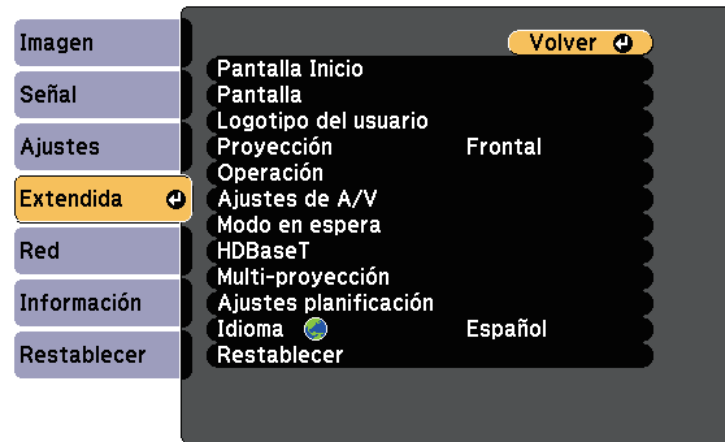 Imagen
Señal
Ajustes
Extendida
Red
Información
Restablecer
Volver
Pantalla Inicio
Pantalla
Logotipo del usuario
Proyección Frontal
Operación
Ajustes de A/V
Modo en espera
HDBaseT
Multi-proyección
Ajustes planificación
Idioma Español
Restablecer